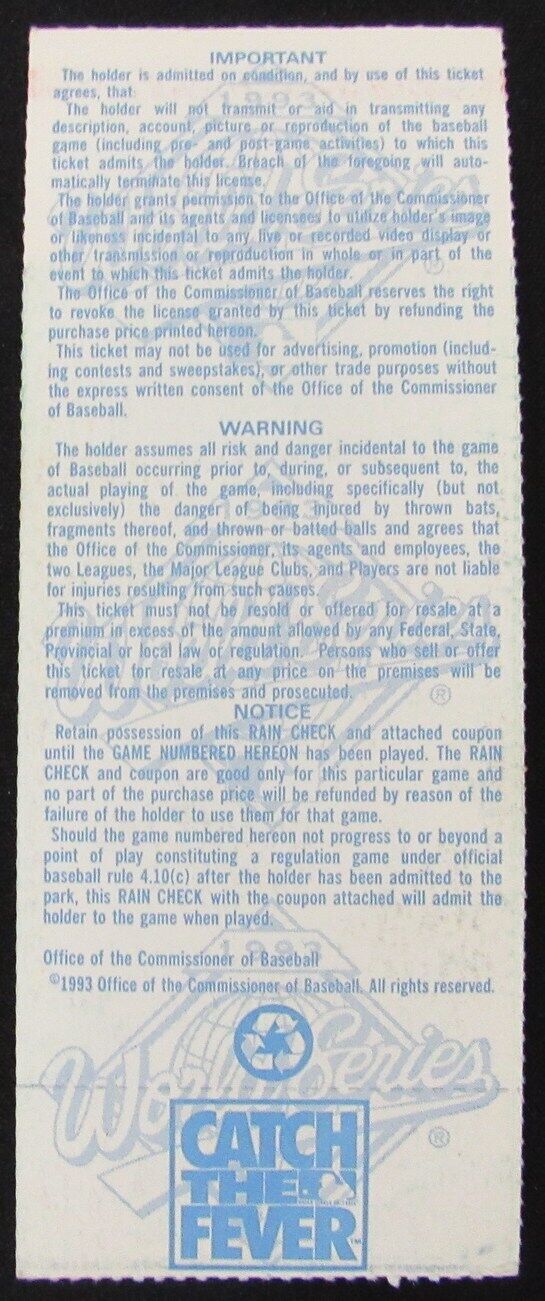 IMPORTANT
The holder is admitted on condition, and by use of this ticket
agrees, that:
The holder will not transmit or aid in transmitting any
description, account, picture or reproduction of the baseball
game (including pre- and post-game activities) to which this
ticket admits the holder. Breach of the foregoing will auto-
matically terminate this license.
The holder grants permission to the Office of the Commissioner
of Baseball and its agents and licensees to utilize holder's image
or likeness incidental to any live or recorded video display or
other transmission or reproduction in whole or in part of the
event to which this ticket admits the holder.
The Office of the Commissioner of Baseball reserves the right
to revoke the license granted by this ticket by refunding the
purchase price printed hereon.
This ticket may not be used for advertising, promotion (includ-
ing contests and sweepstakes), or other trade purposes without
the express written consent of the Office of the Commissioner
of Baseball.
WARNING
The holder assumes all risk and danger incidental to the game
of Baseball occurring prior to, during, or subsequent to, the
actual playing of the game, including specifically (but not
exclusively) the danger of being injured by thrown bats,
fragments thereof, and thrown or batted balls and agrees that
the Office of the Commissioner, its agents and employees, the
two Leagues, the Major League Clubs, and Players are not liable
for injuries resulting from such causes.
This ticket must not be resold or offered for resale at a
premium in excess of the amount allowed by any Federal, State,
Provincial or local law or regulation. Persons who sell or offer
this ticket for resale at any price on the premises will be
removed from the premises and prosecuted.
NOTICE
Retain possession of this RAIN CHECK and attached coupon
until the GAME NUMBERED HEREON has been played. The RAIN
CHECK and coupon are good only for this particular game and
no part of the purchase price will be refunded by reason of the
failure of the holder to use them for that game.
Should the game numbered hereon not progress to or beyond a
point of play constituting a regulation game under official
baseball rule 4.10(c) after the holder has been admitted to the
park, this RAIN CHECK with the coupon attached will admit the
holder to the game when played.
Office of the Commissioner of Baseball
©1993 Office of the Commissioner of Baseball. All rights reserved.
1993
World Series ®
CATCH
THE
FEVER™